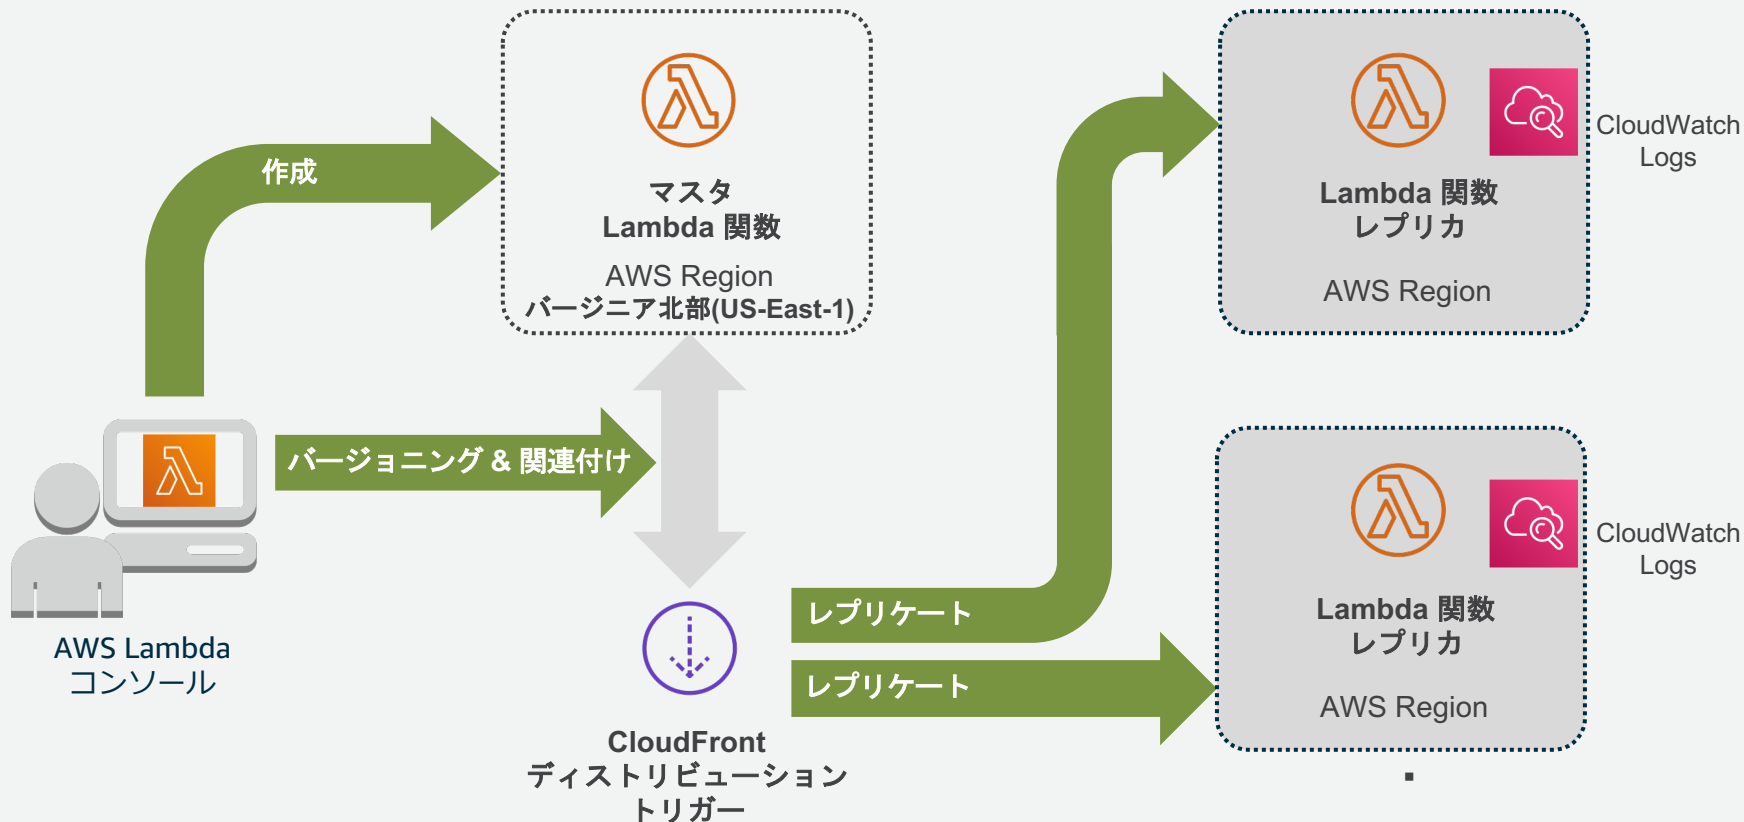 作成
マスタ
Lambda 関数
AWS Region
バージニア北部(US-East-1)
バージョニング & 関連付け
AWS Lambda
コンソール
CloudFront
ディストリビューション
トリガー
レプリケート
レプリケート
Lambda 関数
レプリカ
AWS Region
CloudWatch
Logs
Lambda 関数
レプリカ
AWS Region
CloudWatch
Logs